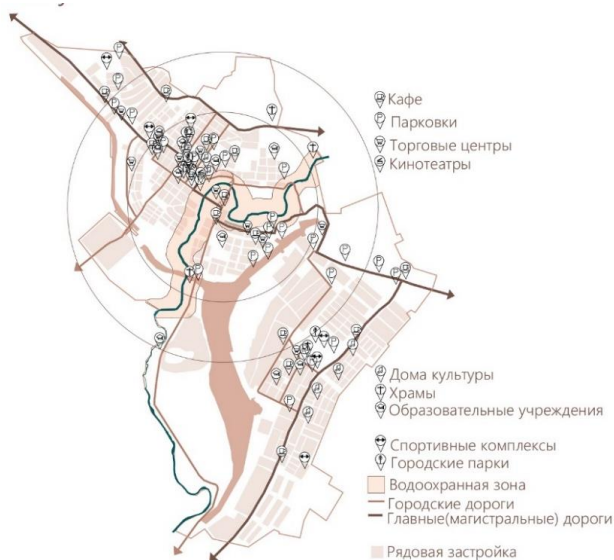 Кафе
Парковки
Торговые центры
Кинотеатры
Дома культуры
Храмы
Образовательные учреждения
Спортивные комплексы
Городские парки
Водоохранная зона
Городские дороги
Главные(магистральные) дороги
Рядовая застройка